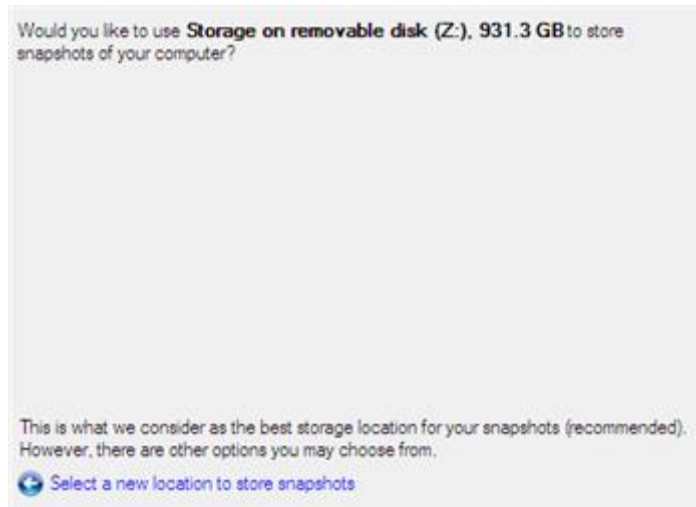 Would you like to use Storage on removable disk (Z:), 931.3 GB to store
snapshots of your computer?
This is what we consider as the best storage location for your snapshots (recommended).
However, there are other options you may choose from.
Select a new location to store snapshots